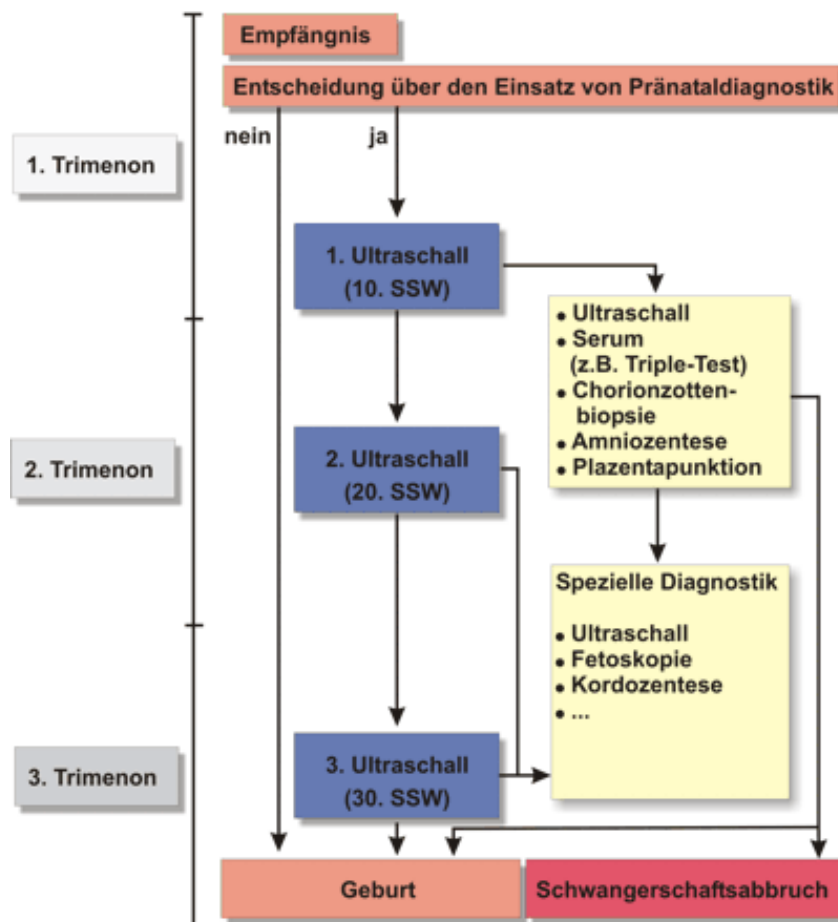 Empfängnis
Entscheidung über den Einsatz von Pränataldiagnostik
nein
ja
1. Trimenon
1. Ultraschall
(10. SSW)
• Ultraschall
• Serum
(z.B. Triple-Test)
• Chorionzotten-
biopsie
• Amniozentese
• Plazentapunktion
2. Trimenon
2. Ultraschall
(20. SSW)
Spezielle Diagnostik
• Ultraschall
• Fetoskopie
• Kordozentese
• ...
3. Trimenon
3. Ultraschall
(30. SSW)
Geburt
Schwangerschaftsabbruch